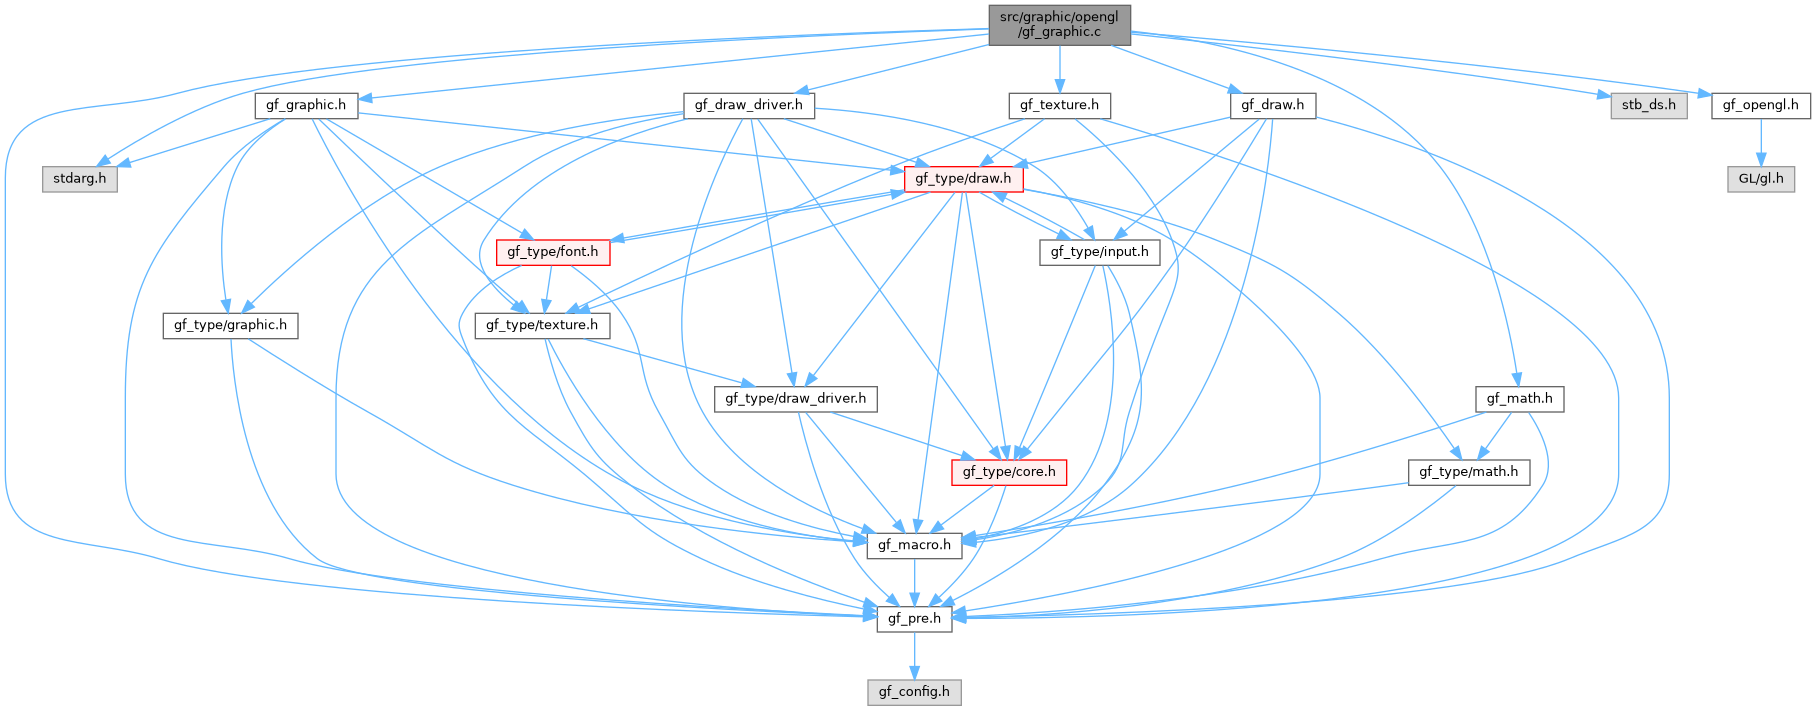 src/graphic/opengl
/gf_graphic.c
gf_graphic.h
gf_draw_driver.h
gf_texture.h
gf_draw.h
stb_ds.h
gf_opengl.h
stdarg.h
gf_type/draw.h
GL/gl.h
gf_type/font.h
gf_type/input.h
gf_type/graphic.h
gf_type/texture.h
gf_type/draw_driver.h
gf_math.h
gf_type/core.h
gf_type/math.h
gf_macro.h
gf_pre.h
gf_config.h